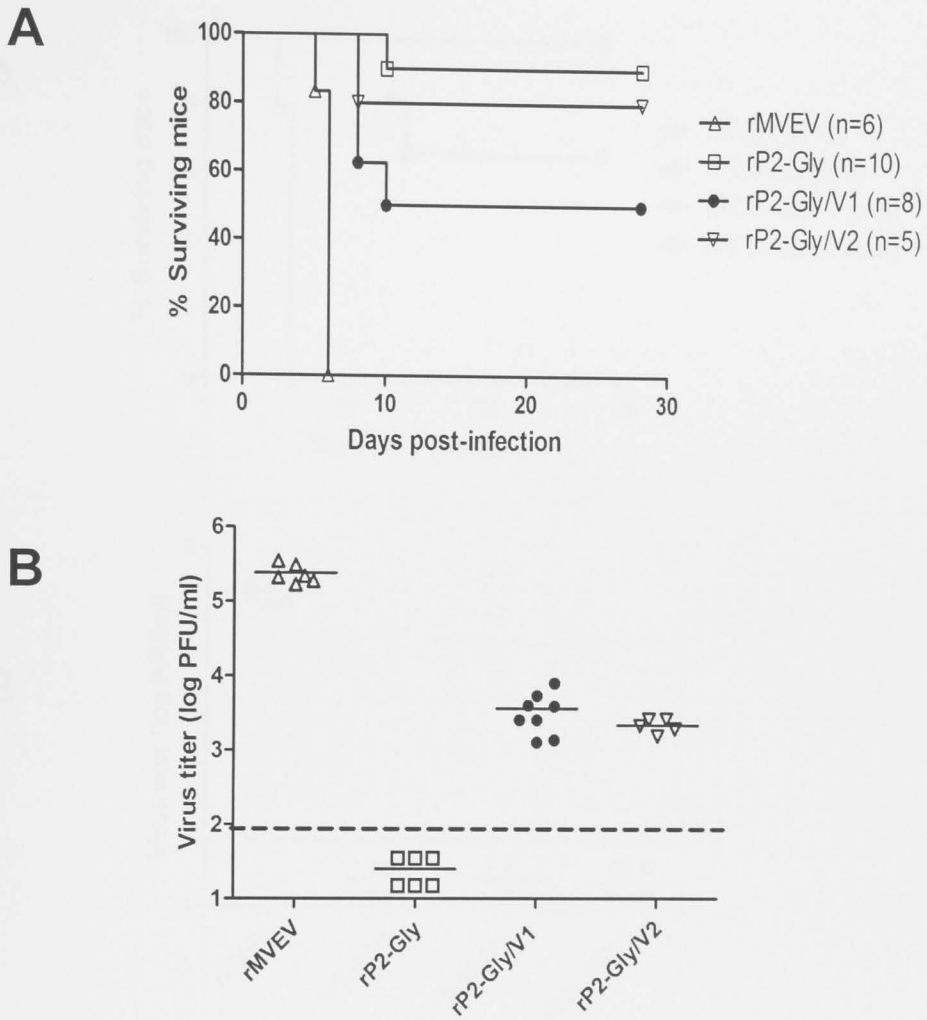 A
100
80
60
40
20
0
% Surviving mice
0 10 20 30
Days post-infection
rMVEV (n=6)
rP2-Gly (n=10)
rP2-Gly/V1 (n=8)
rP2-Gly/V2 (n=5)
B
6
5
4
3
2
1
Virus titer (log PFU/ml)
rMVEV
rP2-Gly
rP2-Gly/V1
rP2-Gly/V2